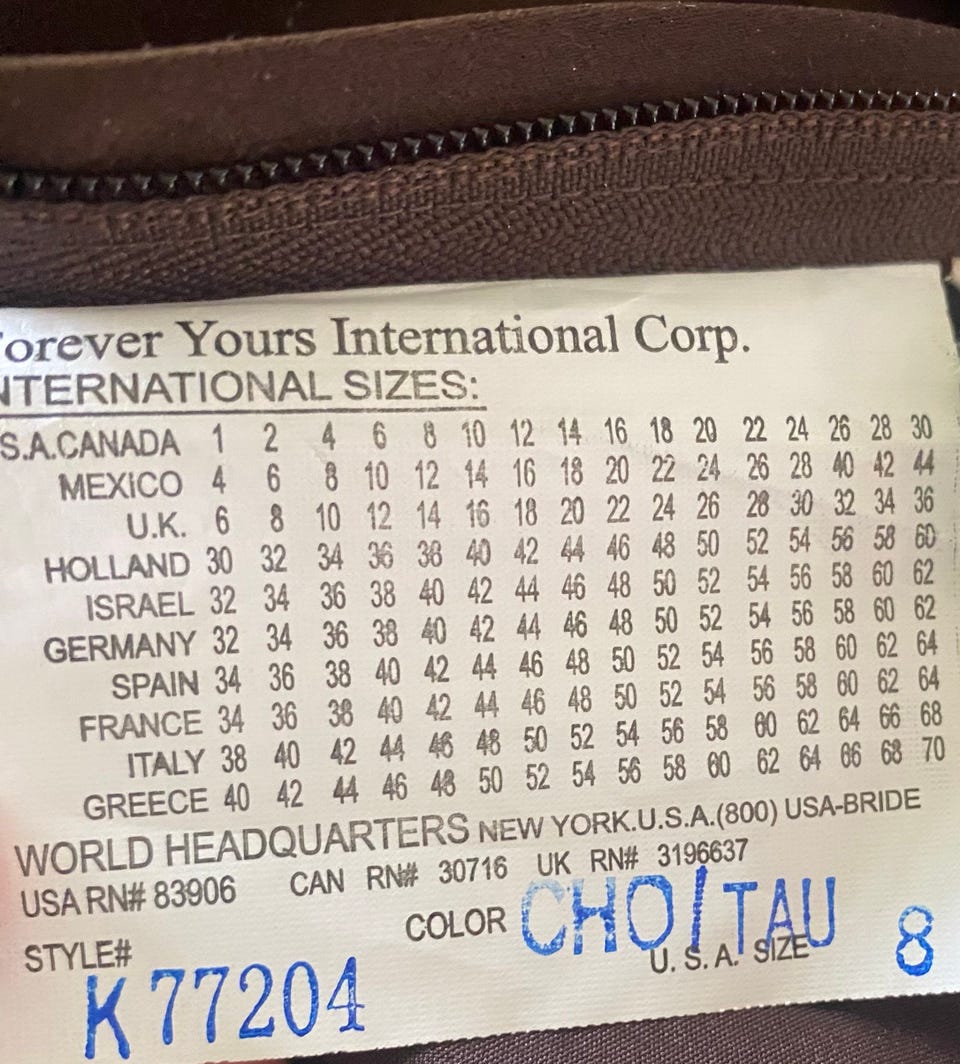 orever Yours International Corp.
NTERNATIONAL SIZES:
S.A.CANADA 1 2 4 6 8 10 12 14 16 18 20 22 24 26 28 30
MEXICO 4 6 8 10 12 14 16 18 20 22 24 26 28 40 42 44
U.K. 6 8 10 12 14 16 18 20 22 24 26 28 30 32 34 36
HOLLAND 30 32 34 36 38 40 42 44 46 48 50 52 54 56 58 60
ISRAEL 32 34 36 38 40 42 44 46 48 50 52 54 56 58 60 62
GERMANY 32 34 36 38 40 42 44 46 48 50 52 54 56 58 60 62
SPAIN 34 36 38 40 42 44 46 48 50 52 54 56 58 60 62 64
FRANCE 34 36 38 40 42 44 46 48 50 52 54 56 58 60 62 64
ITALY 38 40 42 44 46 48 50 52 54 56 58 60 62 64 66 68
GREECE 40 42 44 46 48 50 52 54 56 58 60 62 64 66 68 70
WORLD HEADQUARTERS NEW YORK.U.S.A.(800) USA-BRIDE
USA RN# 83906 CAN RN# 30716 UK RN# 3196637
COLOR CHO/TAU
STYLE# U. S. A. SIZE 8
K77204